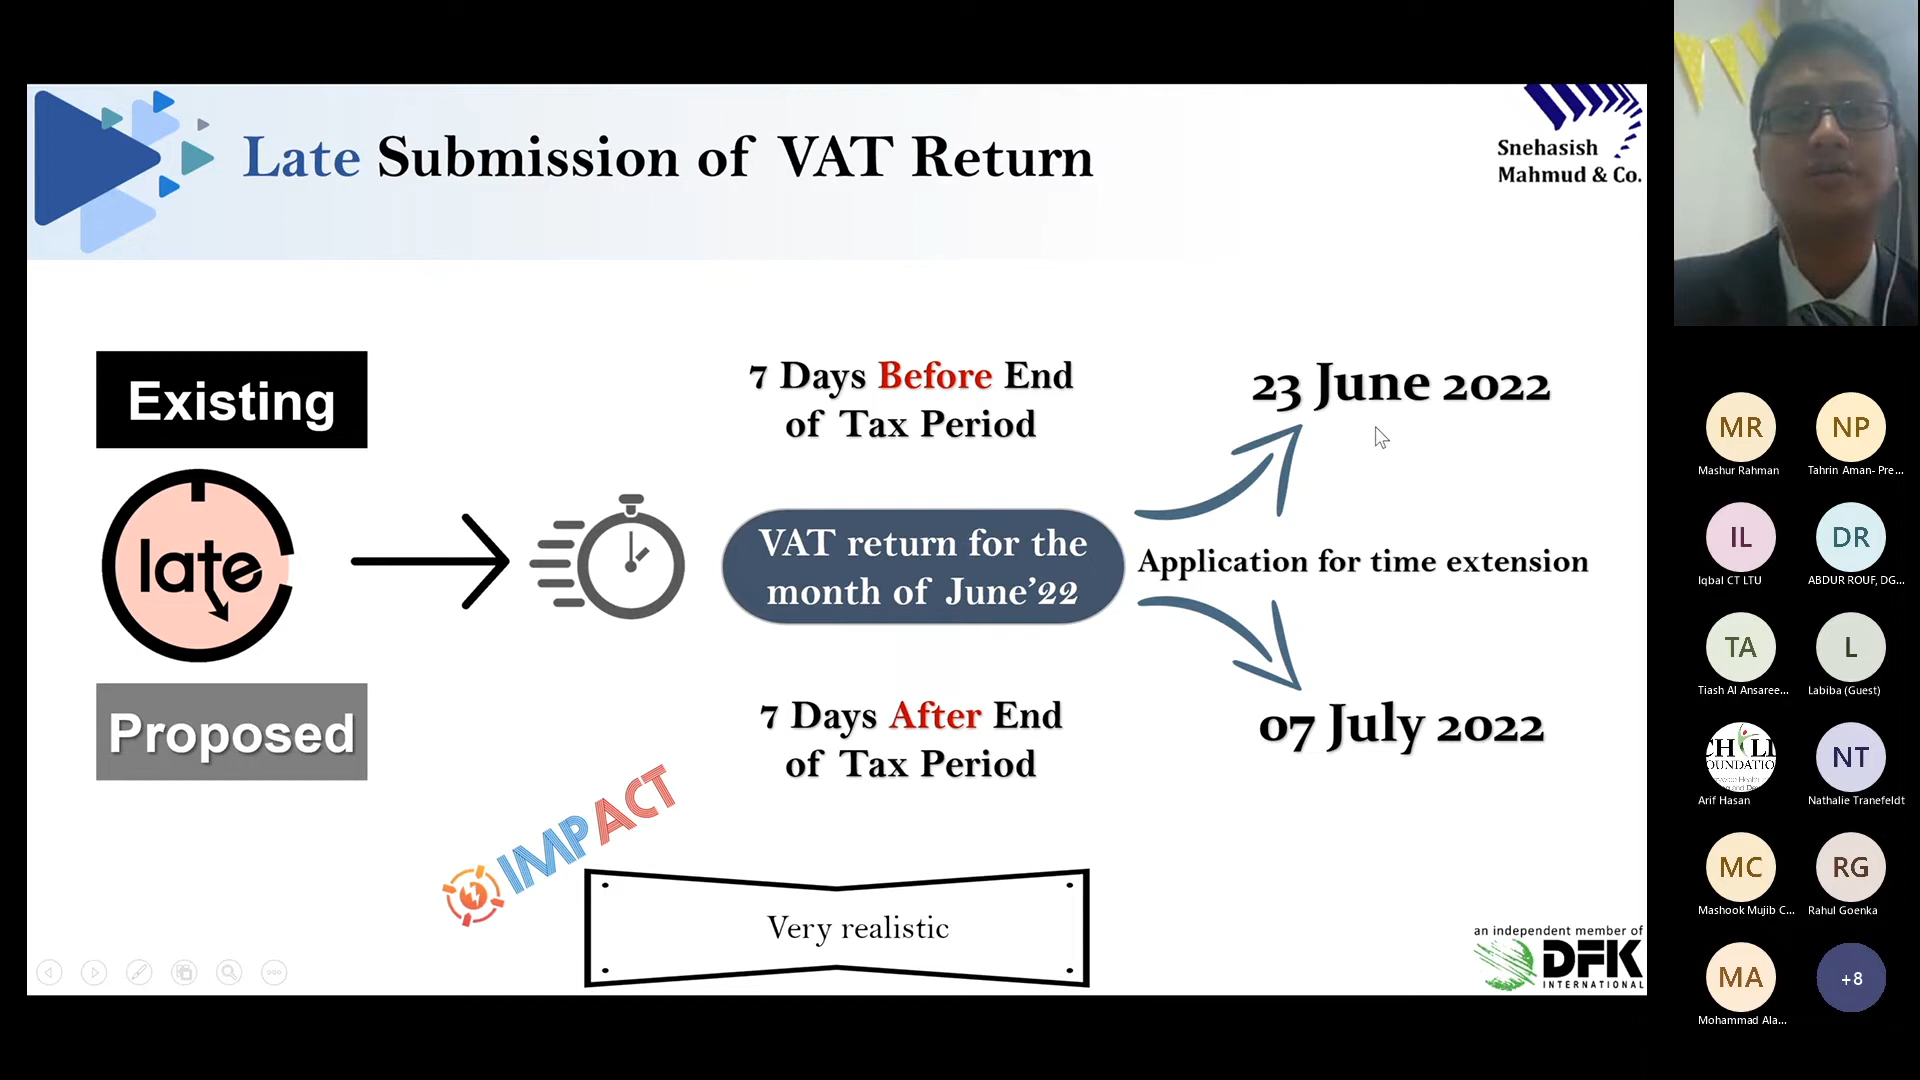 Late Submission of VAT Return
Snehasish
Mahmud & Co.
Existing
7 Days Before End
of Tax Period
23 June 2022
late
VAT return for the
month of June'22
Application for time extension
Proposed
7 Days After End
of Tax Period
07 July 2022
IMPACT
Very realistic
an independent member of
DFK
INTERNATIONAL
MR
Mashur Rahman
NP
Tahrin Aman- Pre...
IL
Iqbal CT LTU
DR
ABDUR ROUF, DG...
TA
Tiash Al Ansaree...
L
Labiba (Guest)
Arif Hasan
NT
Nathalie Tranefeldt
MC
Mashook Mujib C...
RG
Rahul Goenka
MA
Mohammad Ala...
+8